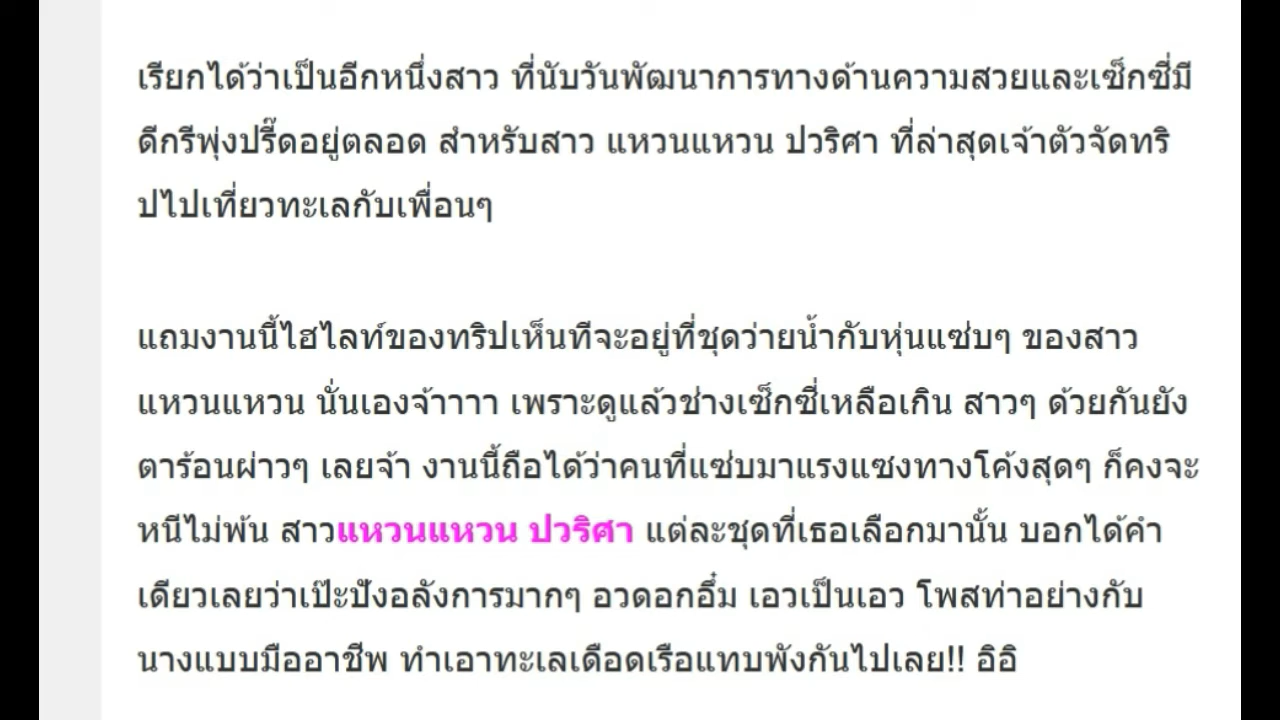 เรียกได้ว่าเป็นอีกหนึ่งสาว ที่นับวันพัฒนาการทางด้านความสวยและเซ็กซี่มี
ดีกรีพุ่งปรี๊ดอยู่ตลอด สำหรับสาว แหวนแหวน ปวริศา ที่ล่าสุดเจ้าตัวจัดทริ
ปไปเที่ยวทะเลกับเพื่อนๆ
แถมงานนี้ไฮไลท์ของทริปเห็นทีจะอยู่ที่ชุดว่ายน้ำกับหุ่นแซ่บๆ ของสาว
แหวนแหวน นั่นเองจ้าาาา เพราะดูแล้วช่างเซ็กซี่เหลือเกิน สาวๆ ด้วยกันยัง
ตาร้อนผ่าวๆ เลยจ้า งานนี้ถือได้ว่าคนที่แซ่บมาแรงแซงทางโค้งสุดๆ ก็คงจะ
หนีไม่พ้น สาวแหวนแหวน ปวริศา แต่ละชุดที่เธอเลือกมานั้น บอกได้คำ
เดียวเลยว่าเป๊ะปังอลังการมากๆ อวดอกอึ๋ม เอวเป็นเอว โพสท่าอย่างกับ
นางแบบมืออาชีพ ทำเอาทะเลเดือดเรือแทบพังกันไปเลย!! อิอิ